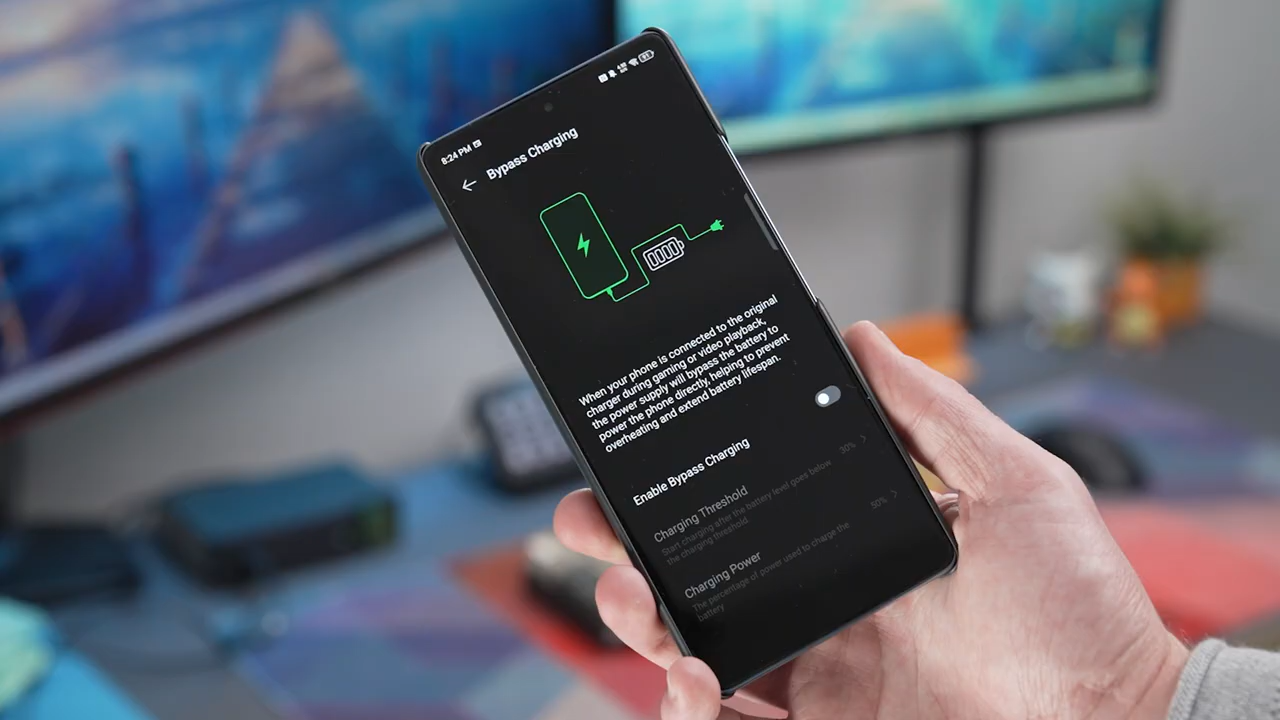 8:24 PM
Bypass Charging
When your phone is connected to the original
charger during gaming or video playback,
the power supply will bypass the battery to
power the phone directly, helping to prevent
overheating and extend battery lifespan.
Enable Bypass Charging
Charging Threshold
30%
Start charging after the battery level goes below
the charging threshold.
Charging Power
50%
The percentage of power used to charge the
battery